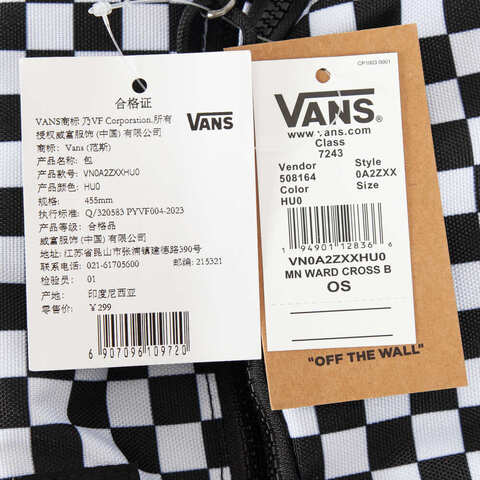 合格证
VANS商标 乃VF Corporation.所有
授权威富服饰 (中国) 有限公司
VANS
商标: Vans (范斯)
产品名称: 包
产品款号: VN0A2ZXXHU0
产品颜色: HU0
规格: 455mm
执行标准: Q/320583 PYVF004-2023
产品等级: 合格品
威富服饰 (中国) 有限公司
地址: 江苏省昆山市张浦镇建德路390号
联系电话: 021-61705600 邮编: 215321
检验员: 01
产地: 印度尼西亚
零售价: ¥299
6 907096 109720
VANS
www.vans.com
Class
7243
Vendor Style
508164 0A2ZXX
Color Size
HU0
1 94901 12836 6
VN0A2ZXXHU0
MN WARD CROSS B
OS
"OFF THE WALL"